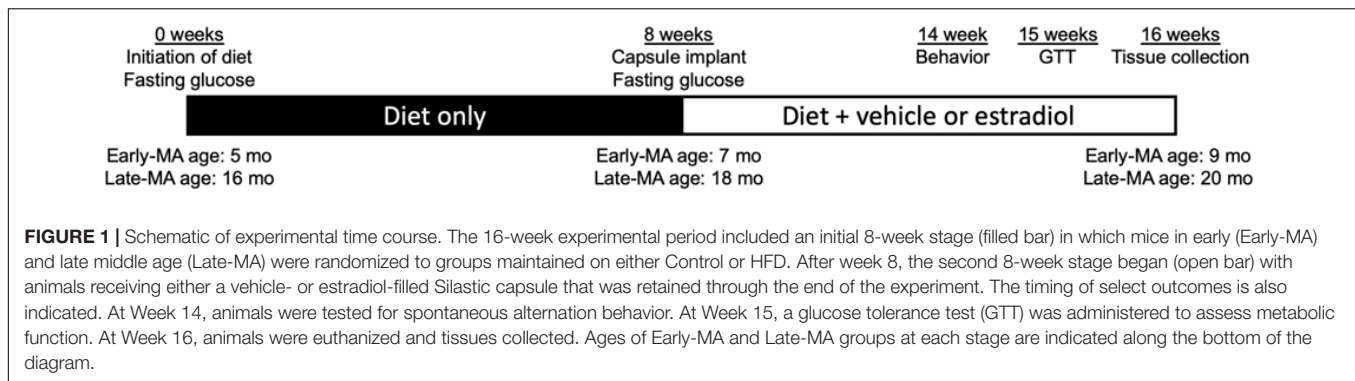 0 weeks
Initiation of diet
Fasting glucose
8 weeks
Capsule implant
Fasting glucose
14 week
Behavior
15 weeks
GTT
16 weeks
Tissue collection
Diet only
Diet + vehicle or estradiol
Early-MA age: 5 mo
Late-MA age: 16 mo
Early-MA age: 7 mo
Late-MA age: 18 mo
Early-MA age: 9 mo
Late-MA age: 20 mo
FIGURE 1 | Schematic of experimental time course. The 16-week experimental period included an initial 8-week stage (filled bar) in which mice in early (Early-MA)
and late middle age (Late-MA) were randomized to groups maintained on either Control or HFD. After week 8, the second 8-week stage began (open bar) with
animals receiving either a vehicle- or estradiol-filled Silastic capsule that was retained through the end of the experiment. The timing of select outcomes is also
indicated. At Week 14, animals were tested for spontaneous alternation behavior. At Week 15, a glucose tolerance test (GTT) was administered to assess metabolic
function. At Week 16, animals were euthanized and tissues collected. Ages of Early-MA and Late-MA groups at each stage are indicated along the bottom of the
diagram.